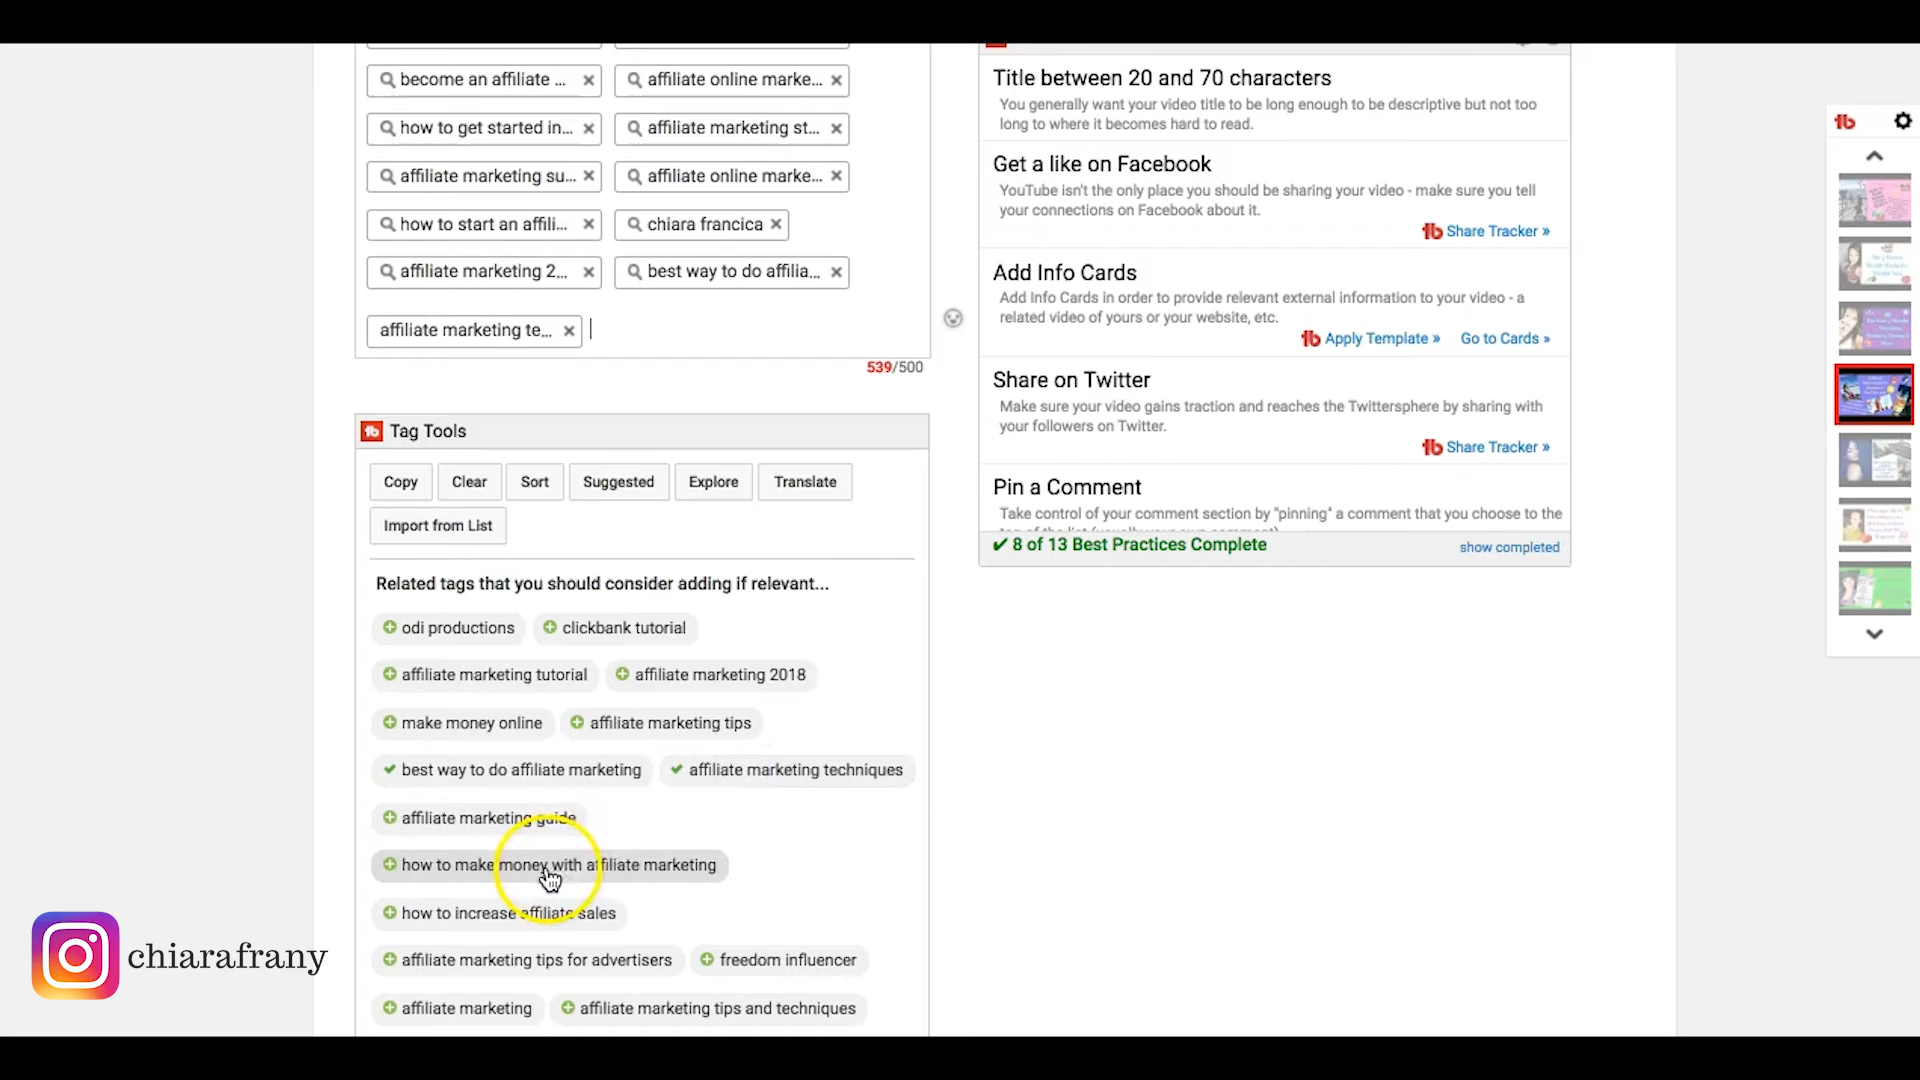 become an affiliate ... ×
affiliate online marke... ×
how to get started in... ×
affiliate marketing st... ×
affiliate marketing su... ×
affiliate online marke... ×
how to start an affili... ×
chiara francica ×
affiliate marketing 2... ×
best way to do affilia... ×
affiliate marketing te... ×
539/500
Tag Tools
Copy
Clear
Sort
Suggested
Explore
Translate
Import from List
Related tags that you should consider adding if relevant...
odi productions
clickbank tutorial
affiliate marketing tutorial
affiliate marketing 2018
make money online
affiliate marketing tips
best way to do affiliate marketing
affiliate marketing techniques
affiliate marketing guide
how to make money with affiliate marketing
how to increase affiliate sales
affiliate marketing tips for advertisers
freedom influencer
affiliate marketing
affiliate marketing tips and techniques
Title between 20 and 70 characters
You generally want your video title to be long enough to be descriptive but not too
long to where it becomes hard to read.
Get a like on Facebook
YouTube isn't the only place you should be sharing your video - make sure you tell
your connections on Facebook about it.
Share Tracker »
Add Info Cards
Add Info Cards in order to provide relevant external information to your video - a
related video of yours or your website, etc.
Apply Template »
Go to Cards »
Share on Twitter
Make sure your video gains traction and reaches the Twittersphere by sharing with
your followers on Twitter.
Share Tracker »
Pin a Comment
Take control of your comment section by "pinning" a comment that you choose to the
✔ 8 of 13 Best Practices Complete
show completed
chiarafrany